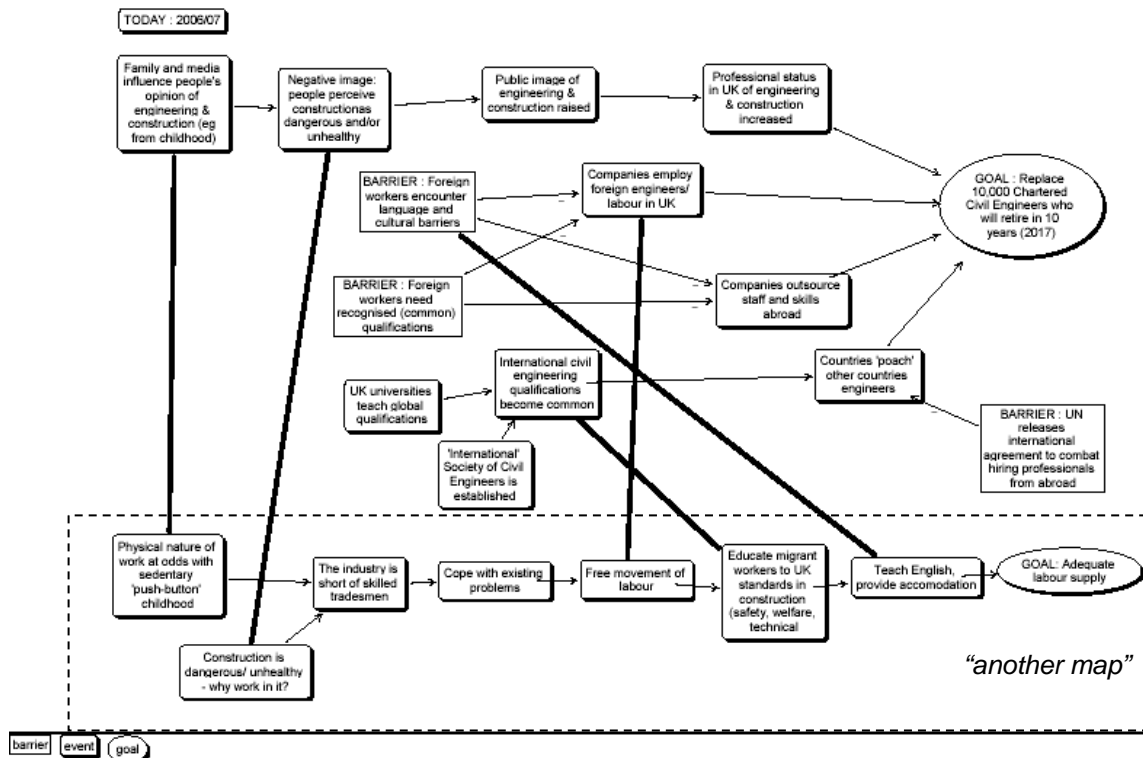 TODAY : 2006/07
Family and media
influence people's
opinion of
engineering &
construction (eg
from childhood)
Negative image:
people perceive
constructionas
dangerous and/or
unhealthy
Public image of
engineering &
construction raised
Professional status
in UK of engineering
& construction
increased
BARRIER : Foreign
workers encounter
language and
cultural barriers
Companies employ
foreign engineers/
labour in UK
GOAL : Replace
10,000 Chartered
Civil Engineers who
will retire in 10
years (2017)
BARRIER : Foreign
workers need
recognised (common)
qualifications
Companies outsource
staff and skills
abroad
UK universities
teach global
qualifications
International civil
engineering
qualifications
become common
Countries 'poach'
other countries
engineers
'International'
Society of Civil
Engineers is
established
BARRIER : UN
releases
international
agreement to combat
hiring professionals
from abroad
Physical nature of
work at odds with
sedentary
'push-button'
childhood
The industry is
short of skilled
tradesmen
Cope with existing
problems
Free movement of
labour
Educate migrant
workers to UK
standards in
construction
(safety, welfare,
technical
Teach English,
provide accomodation
GOAL: Adequate
labour supply
Construction is
dangerous/ unhealthy
- why work in it?
“another map”
barrier
event
goal